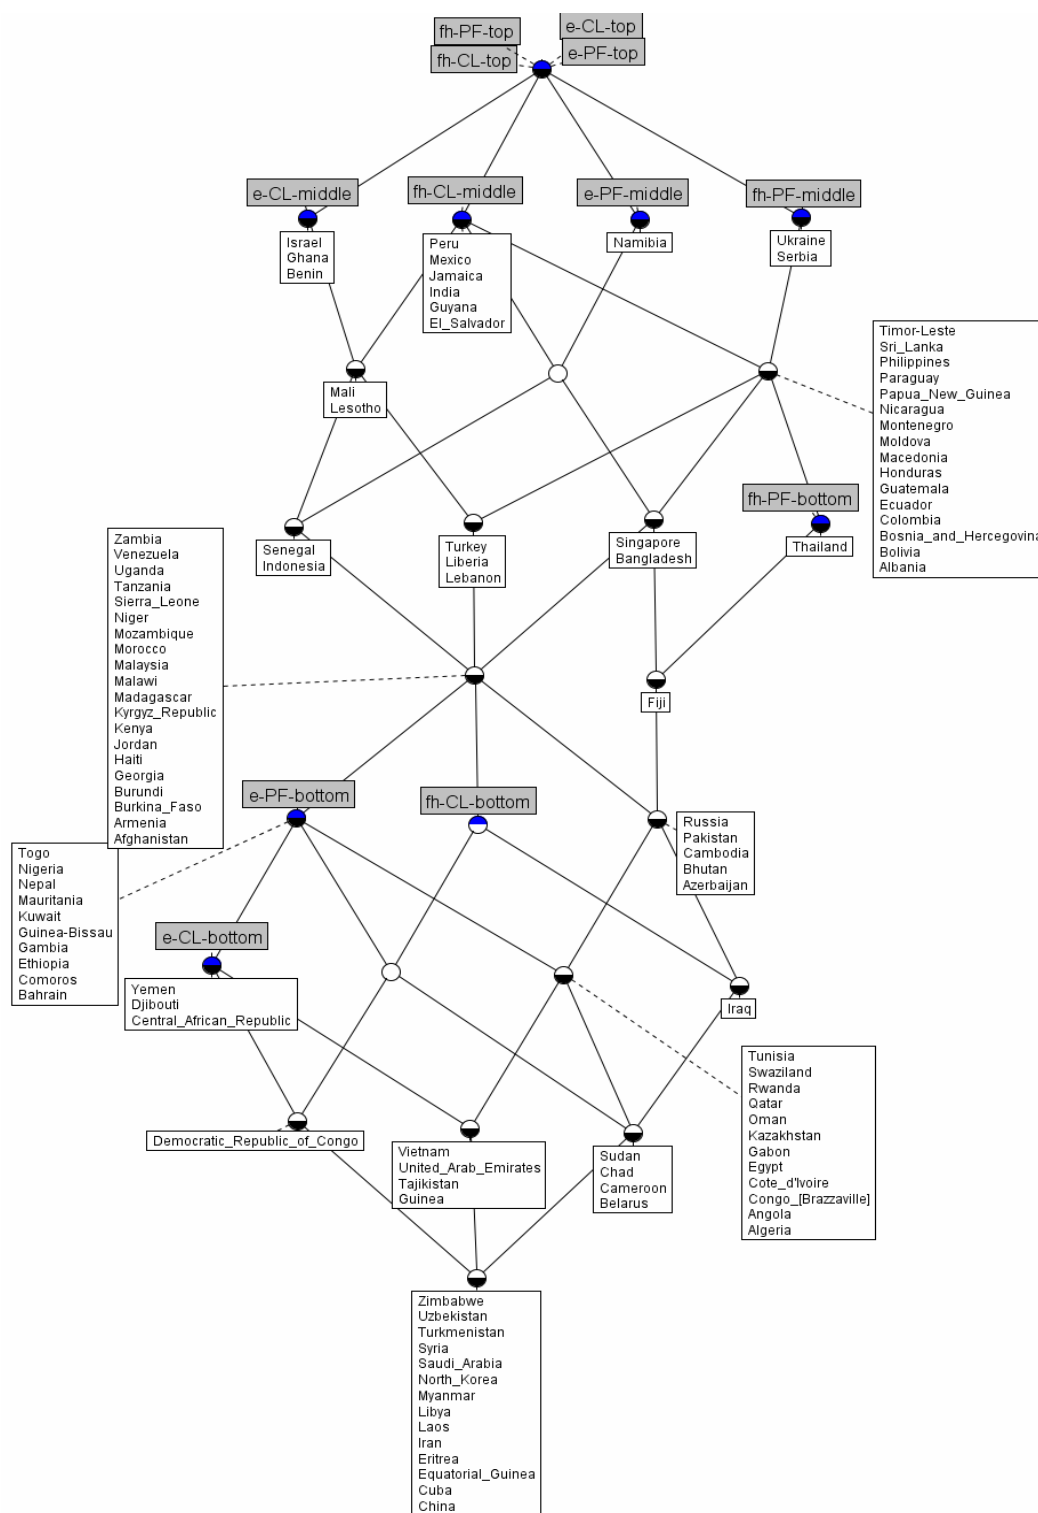 fh-PF-top
e-CL-top
fh-CL-top
e-PF-top
e-CL-middle
fh-CL-middle
e-PF-middle
fh-PF-middle
Israel
Ghana
Benin
Peru
Mexico
Jamaica
India
Guyana
El_Salvador
Namibia
Ukraine
Serbia
Timor-Leste
Sri_Lanka
Philippines
Paraguay
Papua_New_Guinea
Nicaragua
Montenegro
Moldova
Macedonia
Honduras
Guatemala
Ecuador
Colombia
Bosnia_and_Hercegovina
Bolivia
Albania
Mali
Lesotho
fh-PF-bottom
Senegal
Indonesia
Turkey
Liberia
Lebanon
Singapore
Bangladesh
Thailand
Zambia
Venezuela
Uganda
Tanzania
Sierra_Leone
Niger
Mozambique
Morocco
Malaysia
Malawi
Madagascar
Kyrgyz_Republic
Kenya
Jordan
Haiti
Georgia
Burundi
Burkina_Faso
Armenia
Afghanistan
Fiji
e-PF-bottom
fh-CL-bottom
Russia
Pakistan
Cambodia
Bhutan
Azerbaijan
Togo
Nigeria
Nepal
Mauritania
Kuwait
Guinea-Bissau
Gambia
Ethiopia
Comoros
Bahrain
e-CL-bottom
Yemen
Djibouti
Central_African_Republic
Iraq
Tunisia
Swaziland
Rwanda
Qatar
Oman
Kazakhstan
Gabon
Egypt
Cote_d'Ivoire
Congo_[Brazzaville]
Angola
Algeria
Democratic_Republic_of_Congo
Vietnam
United_Arab_Emirates
Tajikistan
Guinea
Sudan
Chad
Cameroon
Belarus
Zimbabwe
Uzbekistan
Turkmenistan
Syria
Saudi_Arabia
North_Korea
Myanmar
Libya
Laos
Iran
Eritrea
Equatorial_Guinea
Cuba
China